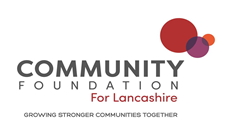 COMMUNITY
FOUNDATION
For Lancashire
GROWING STRONGER COMMUNITIES TOGETHER